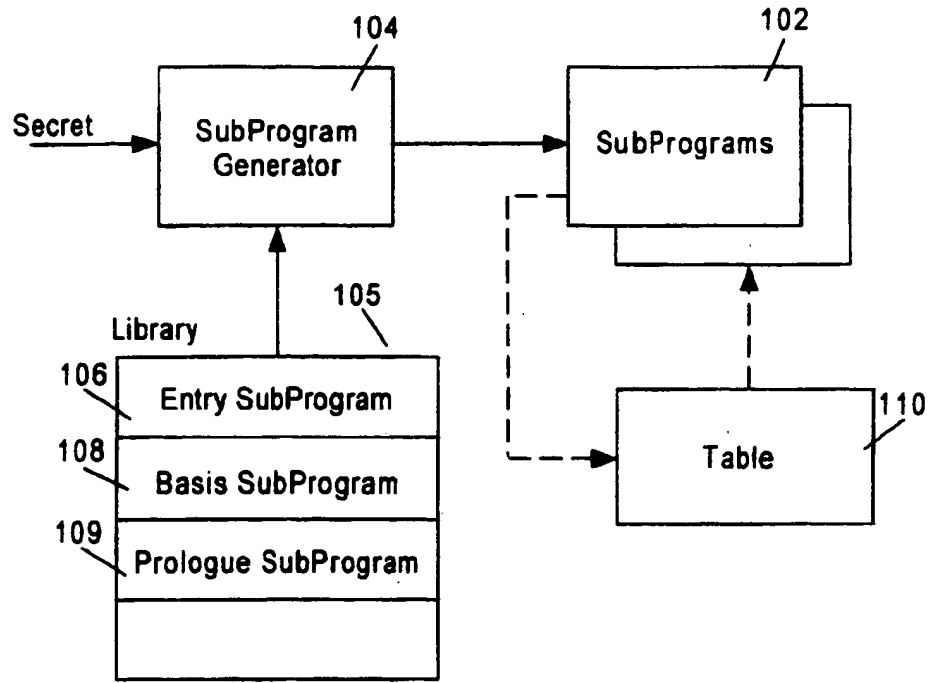 104
102
Secret
SubProgram
Generator
SubPrograms
105
Library
106
Entry SubProgram
110
108
Basis SubProgram
Table
109
Prologue SubProgram